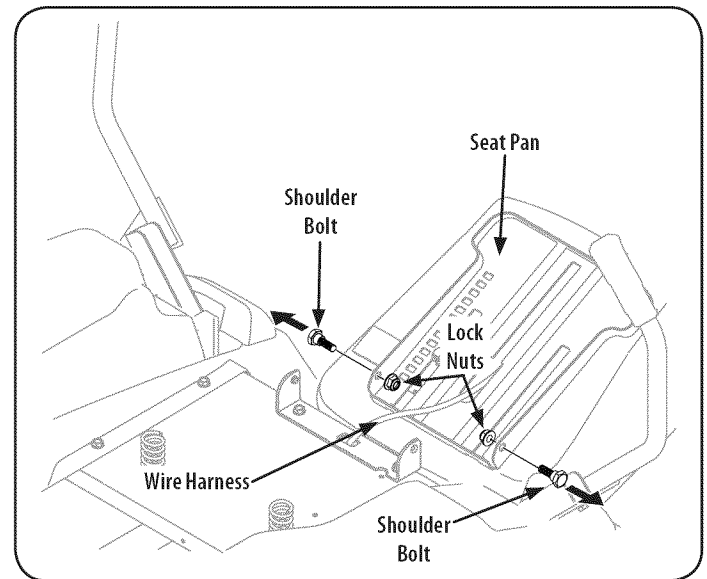 Seat Pan
Shoulder
Bolt
Lock
Nuts
Wire Harness
Shoulder
Bolt